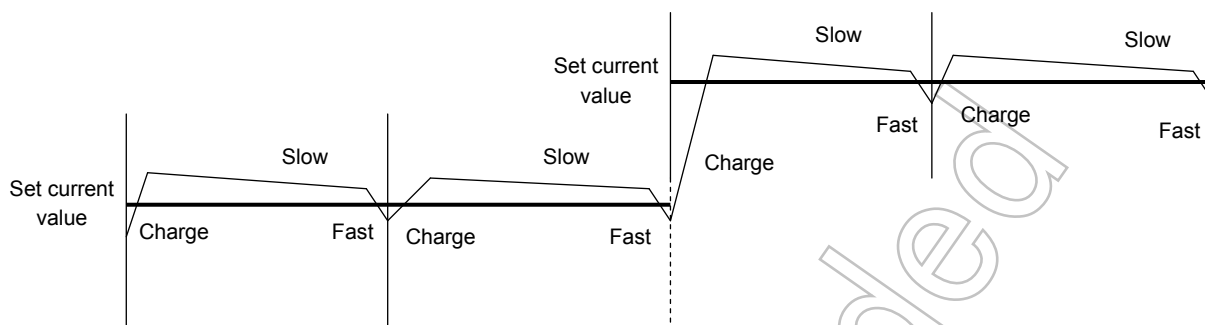 Slow
Slow
Set current
value
Fast
Charge
Fast
Slow
Slow
Charge
Set current
value
Charge
Fast
Charge
Fast